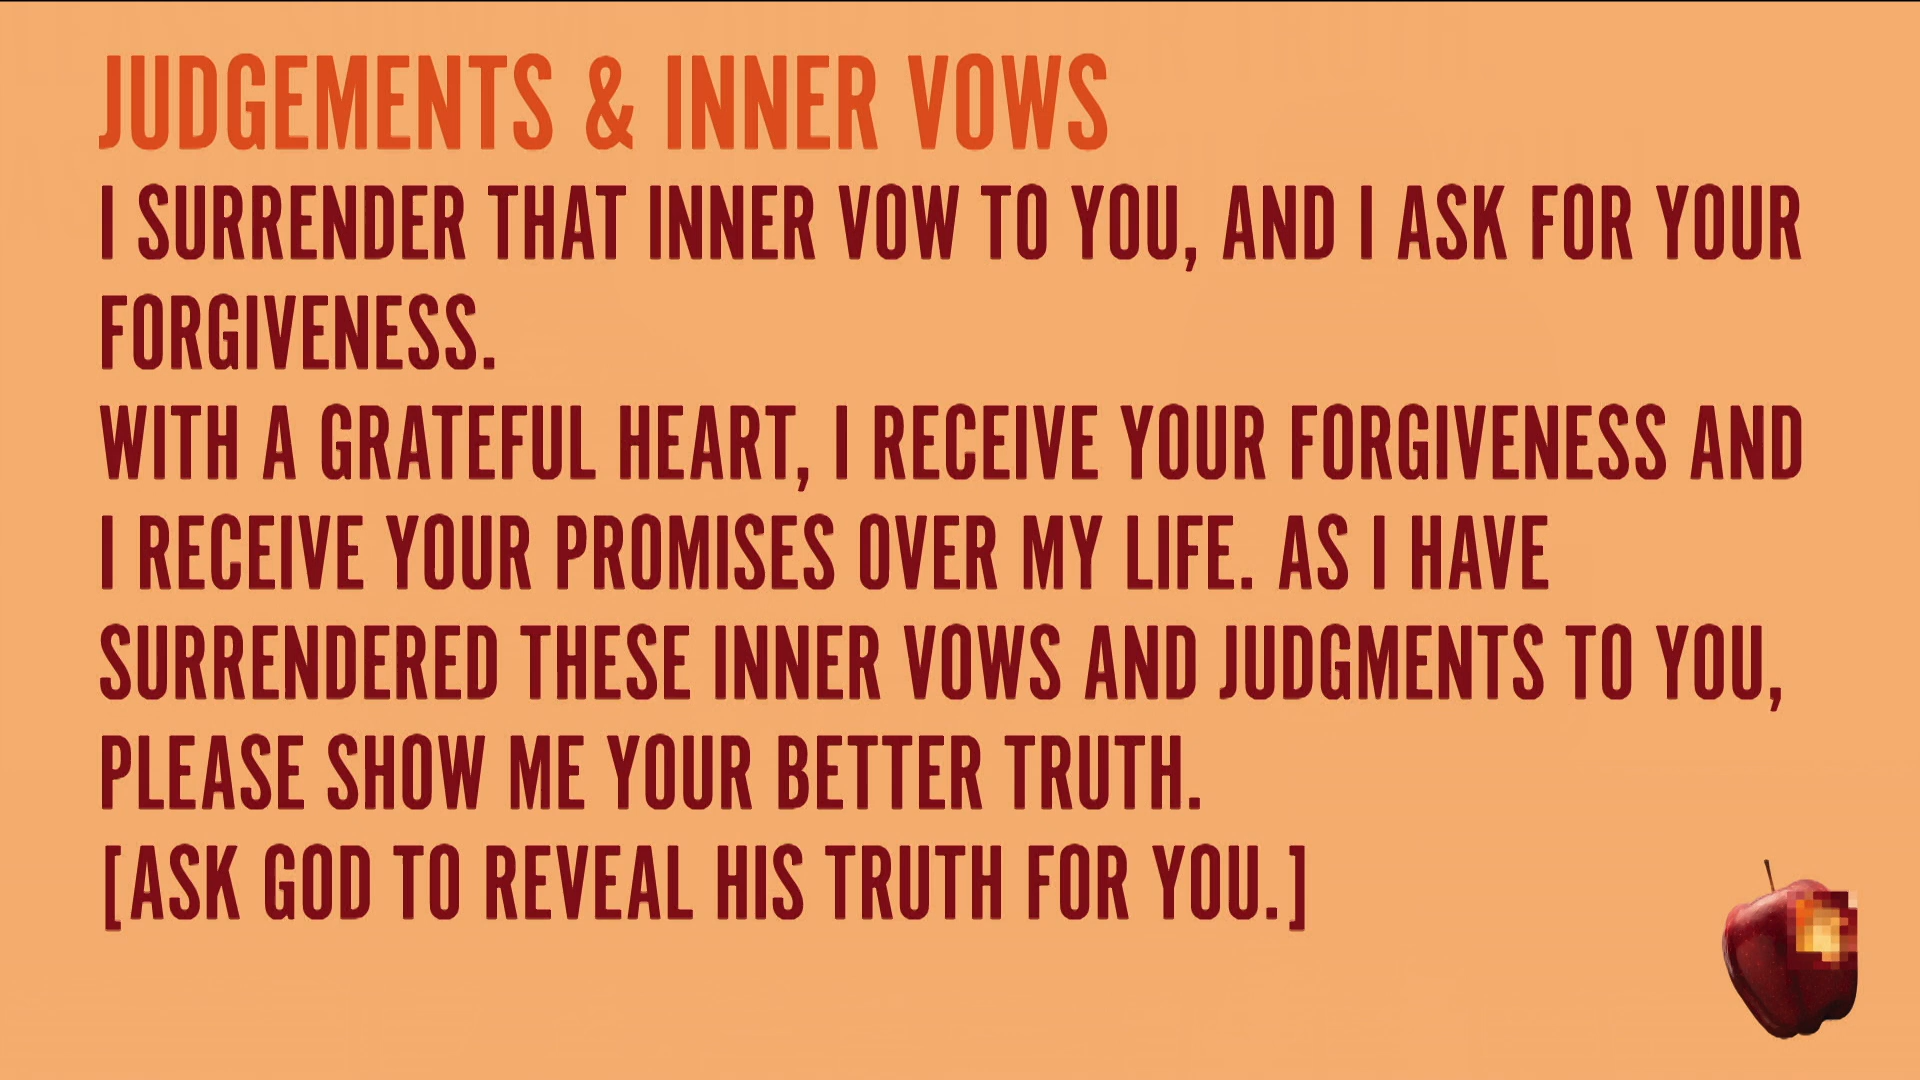 JUDGEMENTS & INNER VOWS
I SURRENDER THAT INNER VOW TO YOU, AND I ASK FOR YOUR
FORGIVENESS.
WITH A GRATEFUL HEART, I RECEIVE YOUR FORGIVENESS AND
I RECEIVE YOUR PROMISES OVER MY LIFE. AS I HAVE
SURRENDERED THESE INNER VOWS AND JUDGMENTS TO YOU,
PLEASE SHOW ME YOUR BETTER TRUTH.
[ASK GOD TO REVEAL HIS TRUTH FOR YOU.]